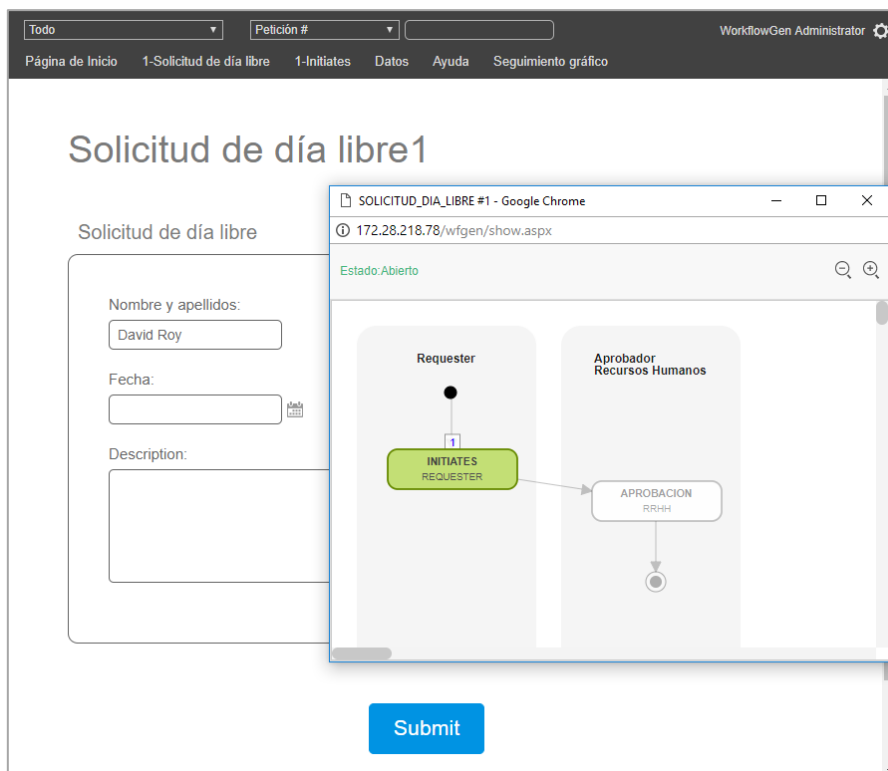 Todo
Petición #
WorkflowGen Administrator
Página de Inicio 1-Solicitud de día libre 1-Initiates Datos Ayuda Seguimiento gráfico
Solicitud de día libre1
Solicitud de día libre
Nombre y apellidos:
David Roy
Fecha:
Description:
SOLICITUD_DIA_LIBRE #1 - Google Chrome
172.28.218.78/wfgen/show.aspx
Estado:Abierto
Requester
Aprobador
Recursos Humanos
1
INITIATES
REQUESTER
APROBACION
RRHH
Submit